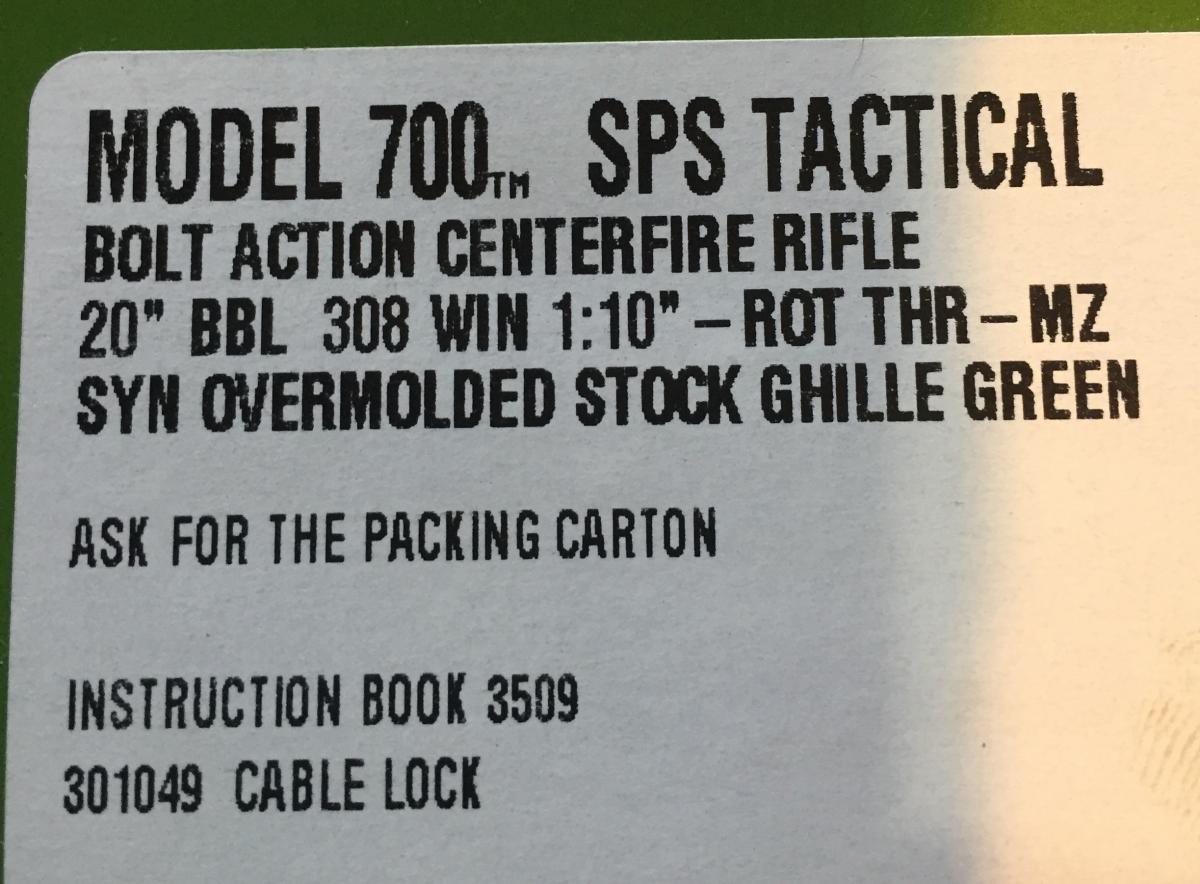 MODEL 700™ SPS TACTICAL
BOLT ACTION CENTERFIRE RIFLE
20" BBL 308 WIN 1:10" – ROT THR – MZ
SYN OVERMOLDED STOCK GHILLE GREEN
ASK FOR THE PACKING CARTON
INSTRUCTION BOOK 3509
301049 CABLE LOCK